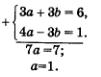 + { 3a + 3b = 6,
4a − 3b = 1.
7a = 7;
a = 1.